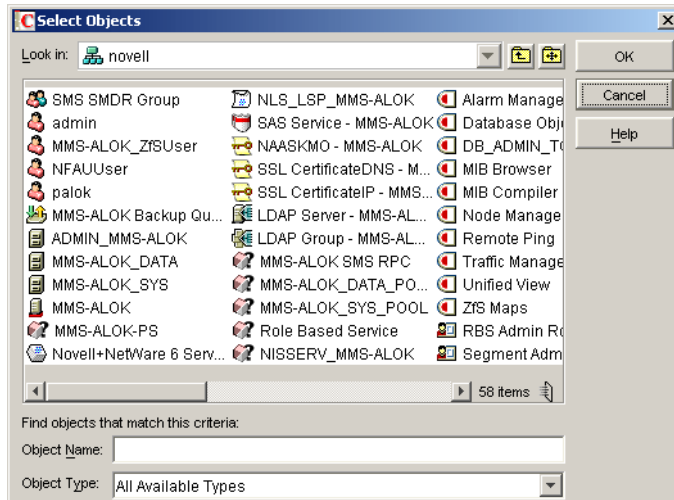 Select Objects
Look in: novell
OK
Cancel
Help
SMS SMDR Group
admin
MMS-ALOK_ZfSUser
NFAUUser
palok
MMS-ALOK Backup Qu...
ADMIN_MMS-ALOK
MMS-ALOK_DATA
MMS-ALOK_SYS
MMS-ALOK
MMS-ALOK-PS
Novell+NetWare 6 Serv...
NLS_LSP_MMS-ALOK
SAS Service - MMS-ALOK
NAASKMO - MMS-ALOK
SSL CertificateDNS - M...
SSL CertificateIP - MMS...
LDAP Server - MMS-AL...
LDAP Group - MMS-AL...
MMS-ALOK SMS RPC
MMS-ALOK_DATA_PO...
MMS-ALOK_SYS_POOL
Role Based Service
NISSERV_MMS-ALOK
Alarm Manage
Database Obj
DB_ADMIN_TO
MIB Browser
MIB Compiler
Node Manage
Remote Ping
Traffic Manage
Unified View
ZfS Maps
RBS Admin Ro
Segment Adm
58 items
Find objects that match this criteria:
Object Name:
Object Type: All Available Types